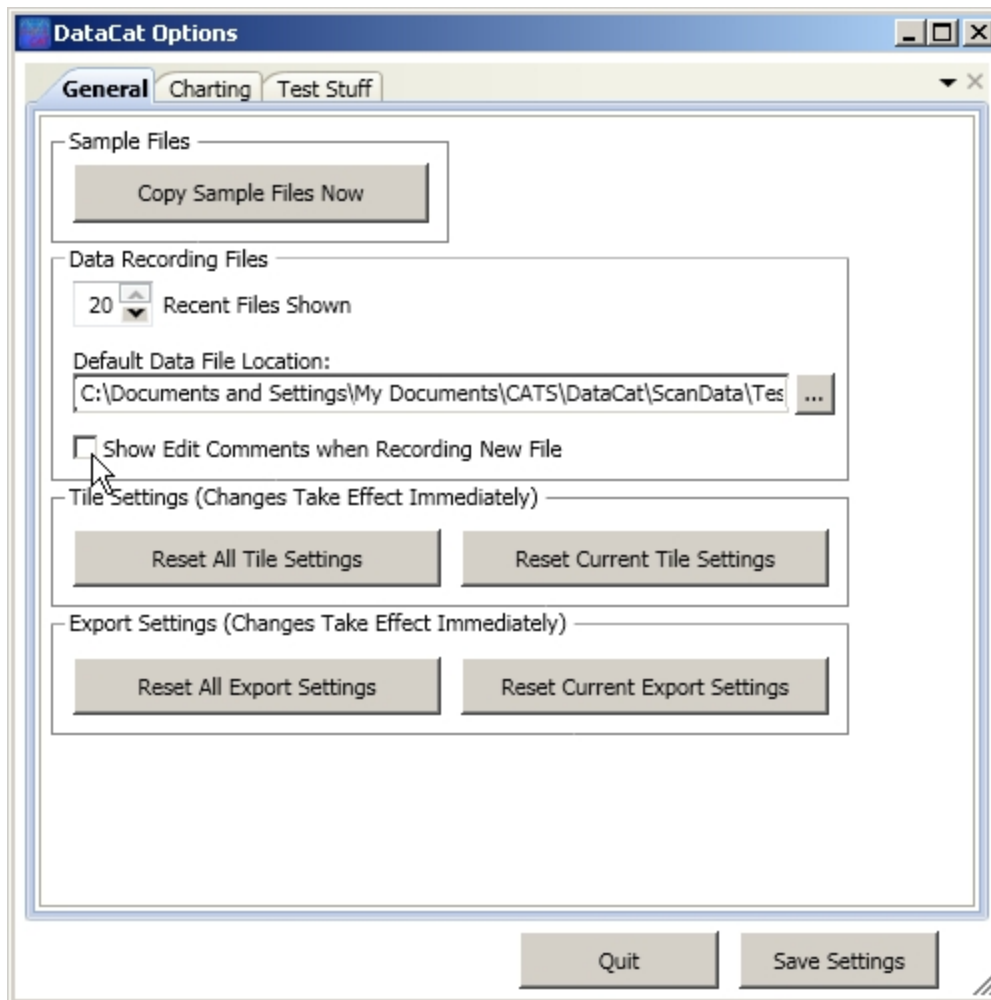 DataCat Options
General Charting Test Stuff
Sample Files
Copy Sample Files Now
Data Recording Files
20 Recent Files Shown
Default Data File Location:
C:\Documents and Settings\My Documents\CATS\DataCat\ScanData\Tes ...
Show Edit Comments when Recording New File
Tile Settings (Changes Take Effect Immediately)
Reset All Tile Settings Reset Current Tile Settings
Export Settings (Changes Take Effect Immediately)
Reset All Export Settings Reset Current Export Settings
Quit Save Settings